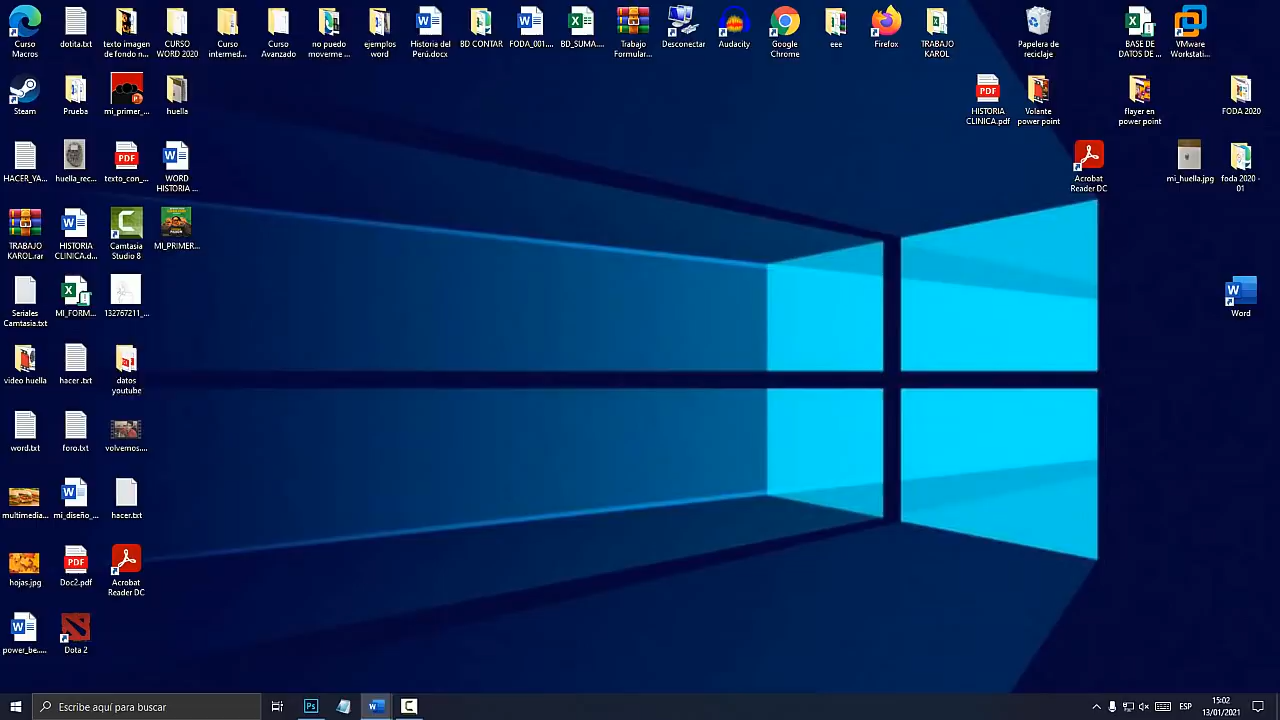 Curso
Macros
dotita.txt
texto imagen
de fondo n...
CURSO
WORD 2020
Curso
intermed...
Curso
Avanzado
no puedo
moverme ...
ejemplos
word
Historia del
Perú.docx
BD CONTAR
FODA_001....
BD_SUMA....
Trabajo
Formular...
Desconectar
Audacity
Google
Chrome
eee
Firefox
TRABAJO
KAROL
Papelera de
reciclaje
BASE DE
DATOS DE ...
VMware
Workstati...
Steam
Prueba
mi_primer_...
huella
PDF
HISTORIA
CLINICA.pdf
Volante
power point
flayer en
power point
FODA 2020
HACER_YA...
huella_rec...
PDF
texto_con_...
WORD
HISTORIA ...
Acrobat
Reader DC
mi_huella.jpg
foda 2020 -
01
TRABAJO
KAROL.rar
HISTORIA
CLINICA.d...
Camtasia
Studio 8
MI_PRIMER...
Seriales
Camtasia.txt
MI_FORM...
132767211_...
Word
video huella
hacer .txt
datos
youtube
word.txt
foro.txt
volvemos....
multimedia...
mi_diseño_...
hacer.txt
hojas.jpg
PDF
Doc2.pdf
Acrobat
Reader DC
power_be....
Dota 2
Escribe aquí para buscar
Ps
ESP
15:02
13/01/2021